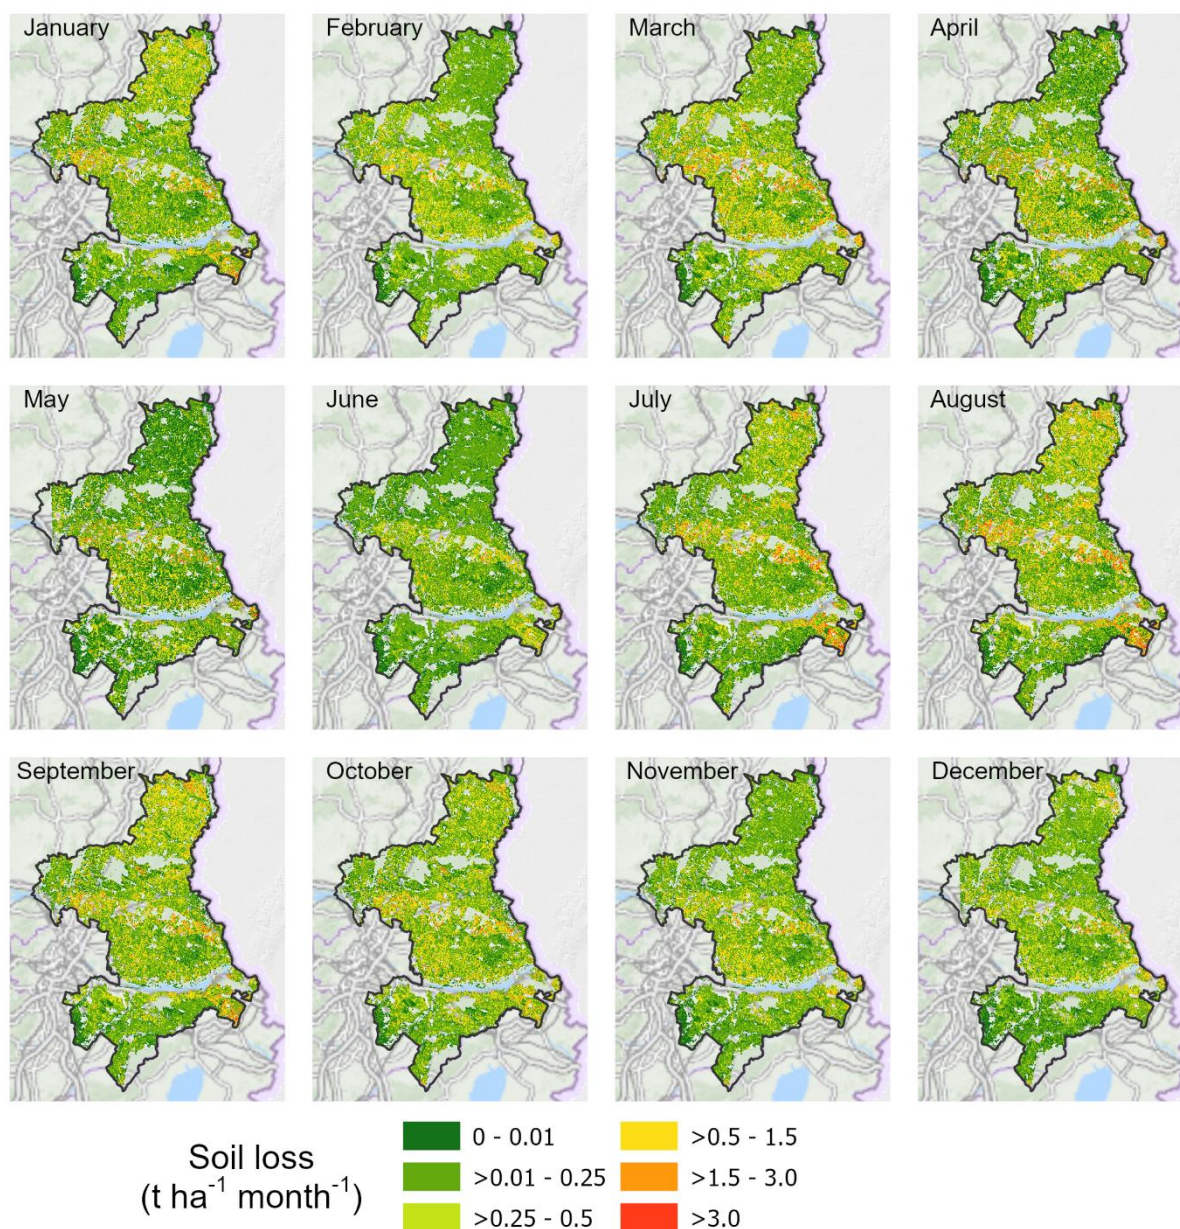 January February March April
May June July August
September October November December
Soil loss
(t ha⁻¹ month⁻¹)
0 - 0.01
>0.01 - 0.25
>0.25 - 0.5
>0.5 - 1.5
>1.5 - 3.0
>3.0